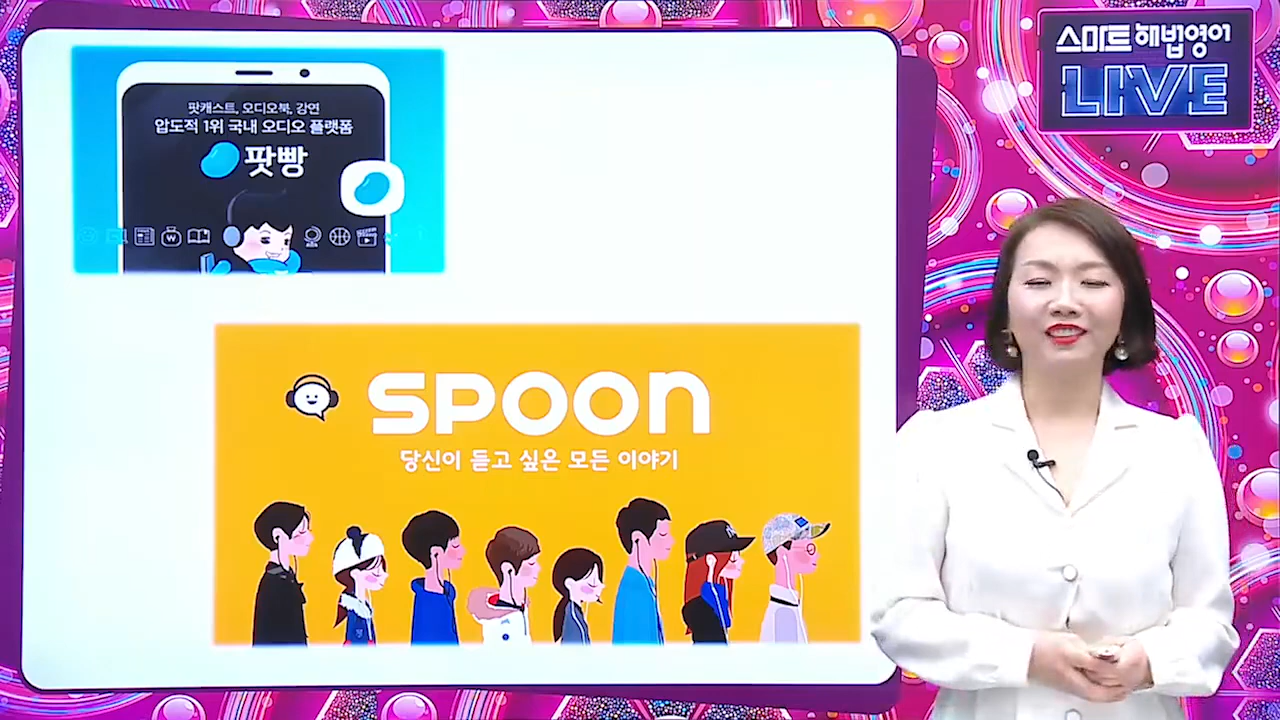 팟캐스트, 오디오북, 강연
압도적 1위 국내 오디오 플랫폼
팟빵
SPOON
당신이 듣고 싶은 모든 이야기
스마트해법영어
LIVE